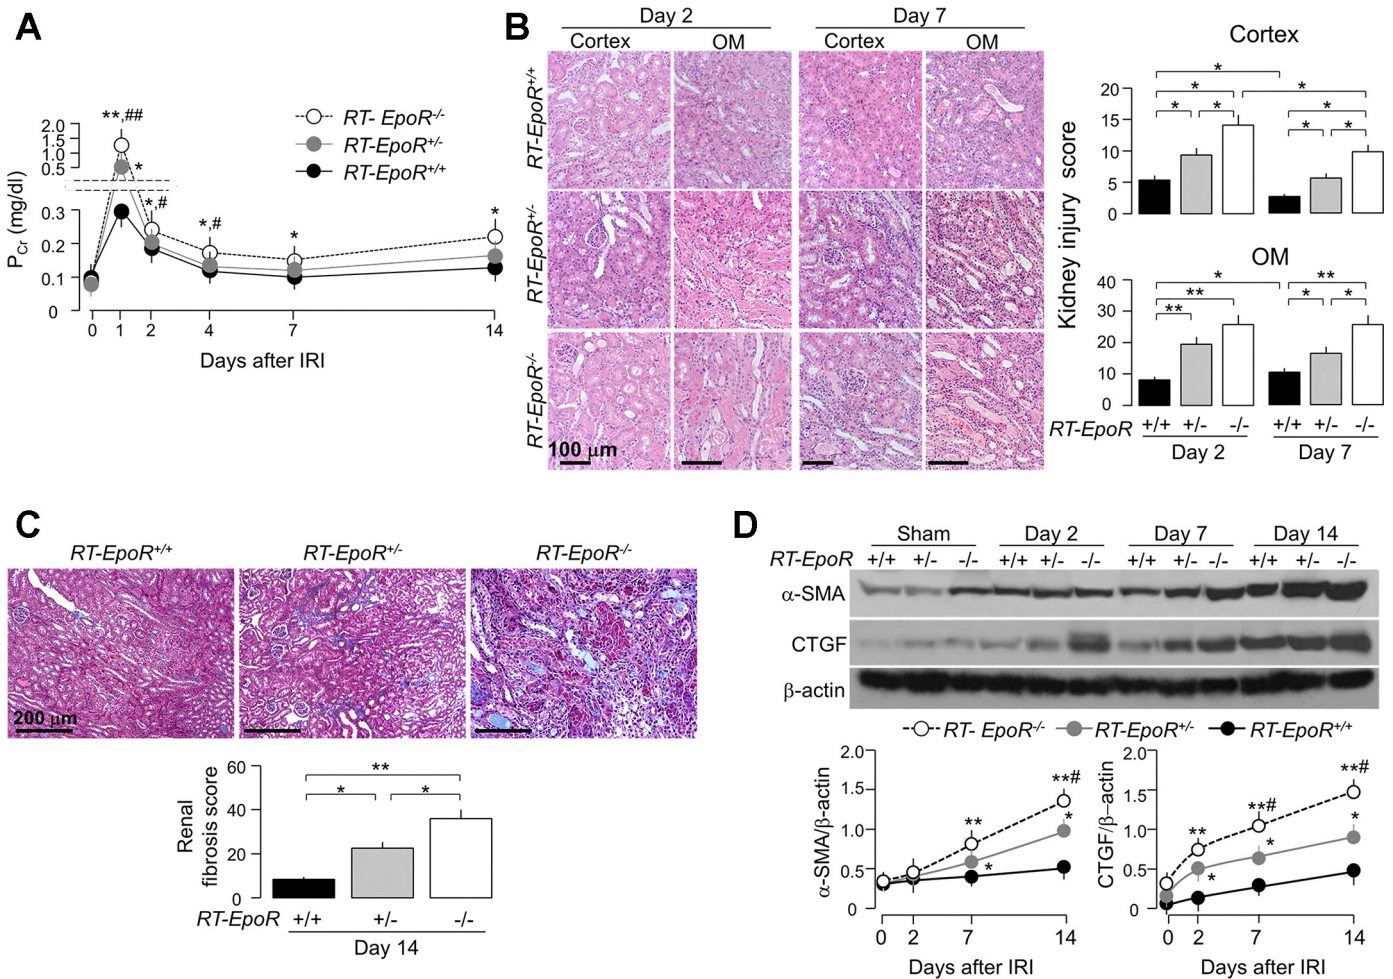 A
**,##
*
*,#
*,#
*
*
RT- EpoR-/-
RT-EpoR+/-
RT-EpoR+/+
PCr (mg/dl)
2.0
1.5
1.0
0.5
0.3
0.2
0.1
0
0 1 2 4 7 14
Days after IRI
B
Day 2 Day 7
Cortex OM Cortex OM
RT-EpoR+/+
RT-EpoR+/-
RT-EpoR-/-
100 μm
Kidney injury score
Cortex
*
* *
* * *
* *
15
10
5
0
OM
* **
** * *
**
40
30
20
10
0
RT-EpoR +/+ +/- -/- +/+ +/- -/-
Day 2 Day 7
C
RT-EpoR+/+ RT-EpoR+/- RT-EpoR-/-
200 μm
Renal
fibrosis score
60
40
20
0
**
* *
RT-EpoR +/+ +/- -/-
Day 14
D
Sham Day 2 Day 7 Day 14
RT-EpoR +/+ +/- -/- +/+ +/- -/- +/+ +/- -/- +/+ +/- -/-
α-SMA
CTGF
β-actin
RT- EpoR-/- RT-EpoR+/- RT-EpoR+/+
α-SMA/β-actin
2.0
1.5
1.0
0.5
0
**
*
**#
*
0 2 7 14
Days after IRI
CTGF/β-actin
2.0
1.5
1.0
0.5
0
**
*
**#
*
**#
*
0 2 7 14
Days after IRI